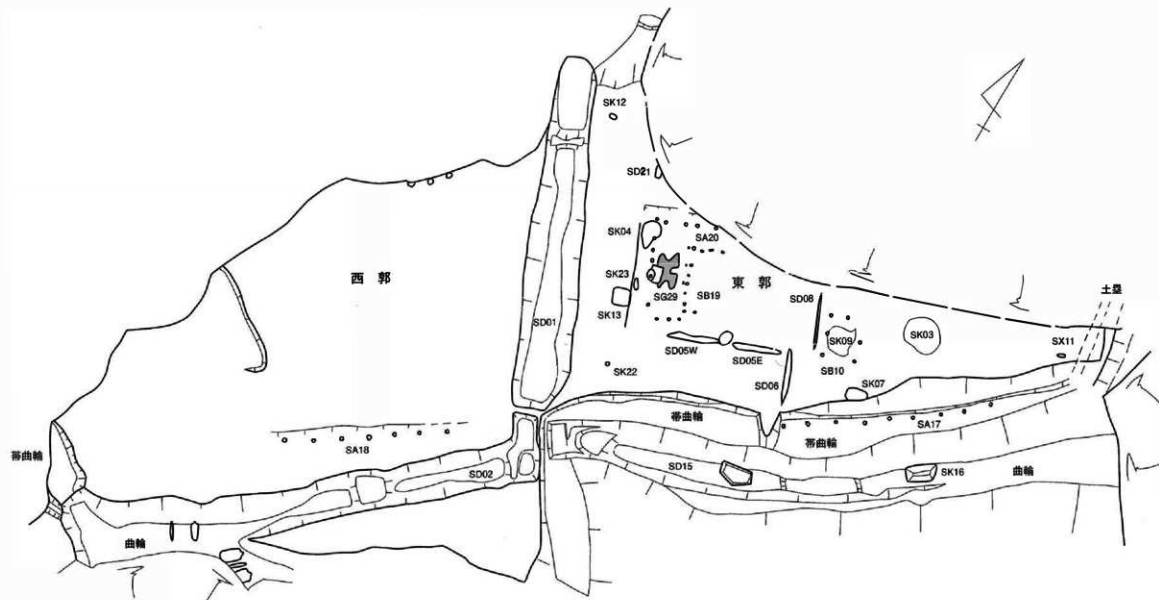 SK12
SD21
SK04
SA20
西郭
SK23
東郭
SG29
SB19
SD08
土塁
SK13
SK09
SK03
SD01
SX11
SD05W
SD05E
SK22
SB10
SD06
SK07
帯曲輪
SA17
帯曲輪
帯曲輪
SA18
SD02
SD15
SK16
曲輪
曲輪